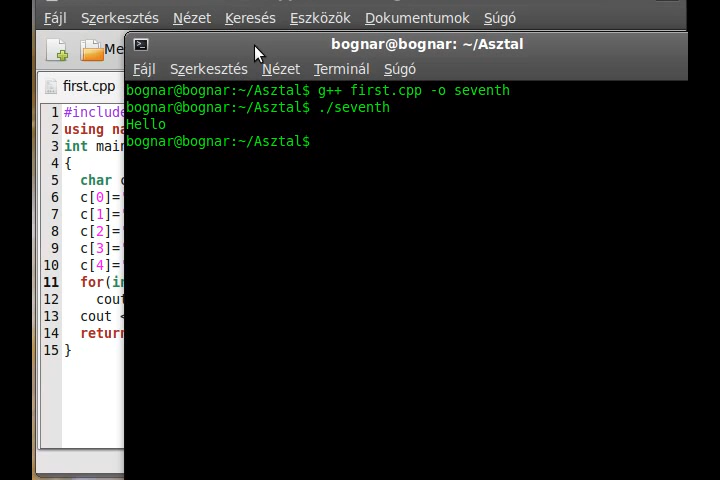 Fájl Szerkesztés Nézet Keresés Eszközök Dokumentumok Súgó
Me
bognar@bognar: ~/Asztal
Fájl Szerkesztés Nézet Terminál Súgó
bognar@bognar:~/Asztal$ g++ first.cpp -o seventh
bognar@bognar:~/Asztal$ ./seventh
Hello
bognar@bognar:~/Asztal$
first.cpp
1 #include
2 using na
3 int main
4 {
5 char c
6 c[0]='
7 c[1]='
8 c[2]='
9 c[3]='
10 c[4]='
11 for(in
12 cout
13 cout <
14 return
15 }